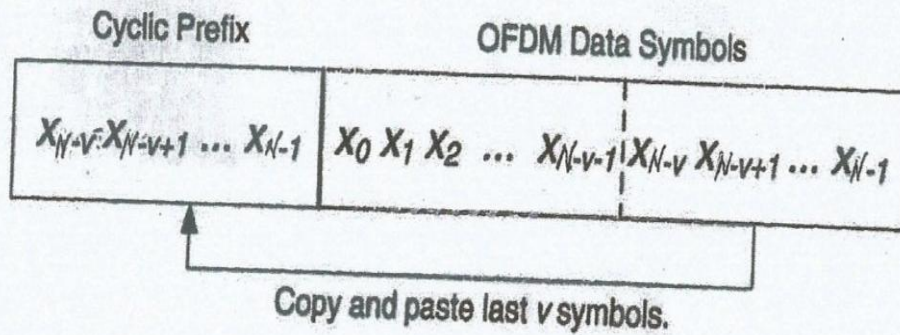 Cyclic Prefix
OFDM Data Symbols
X_{N-v} X_{N-v+1} ... X_{N-1} X_0 X_1 X_2 ... X_{N-v-1} X_{N-v} X_{N-v+1} ... X_{N-1}
Copy and paste last v symbols.